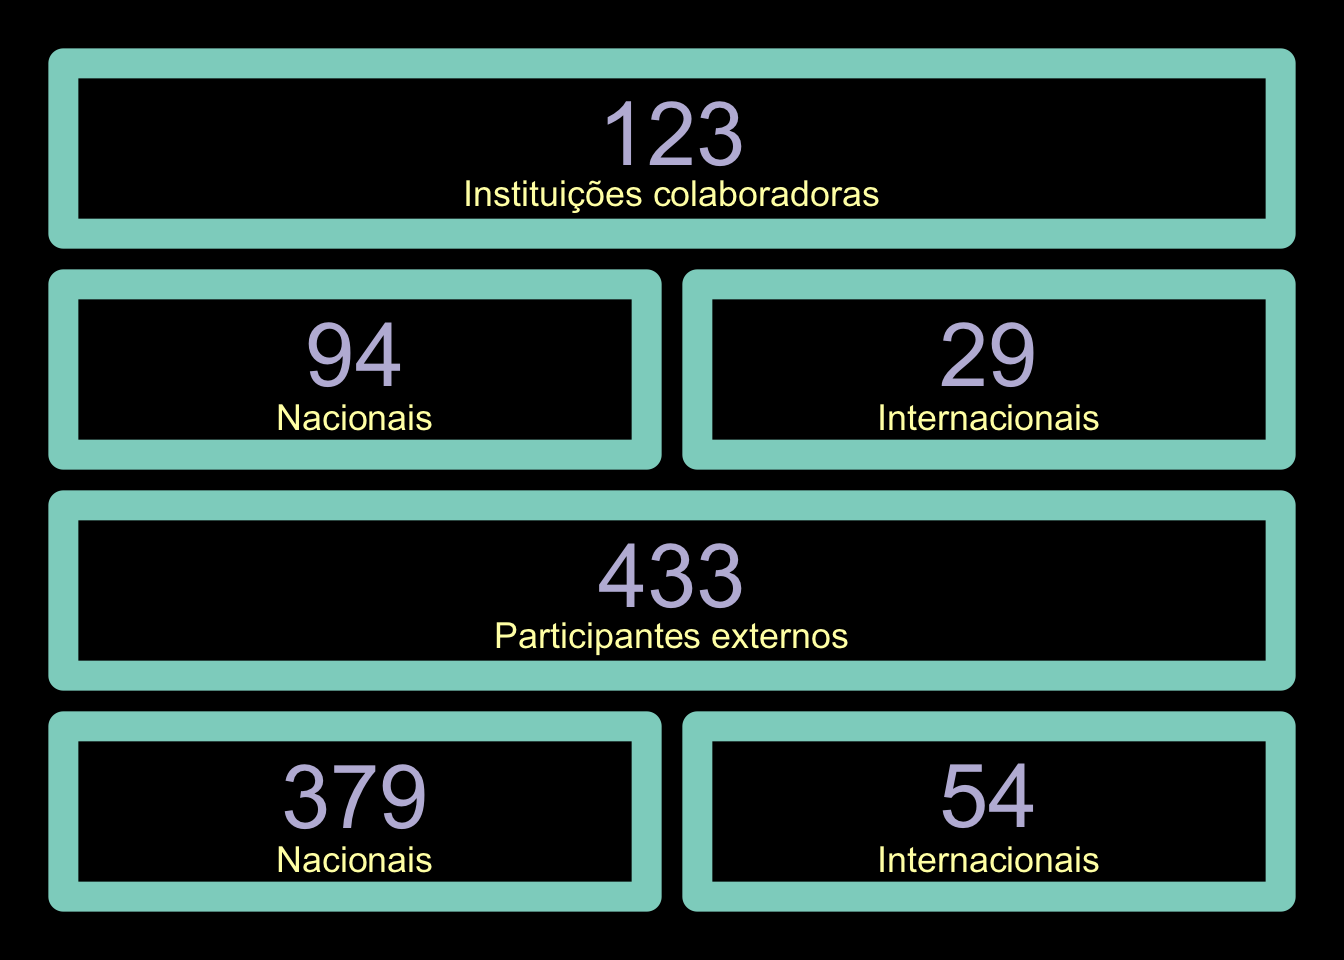 123
Instituições colaboradoras
94
Nacionais
29
Internacionais
433
Participantes externos
379
Nacionais
54
Internacionais